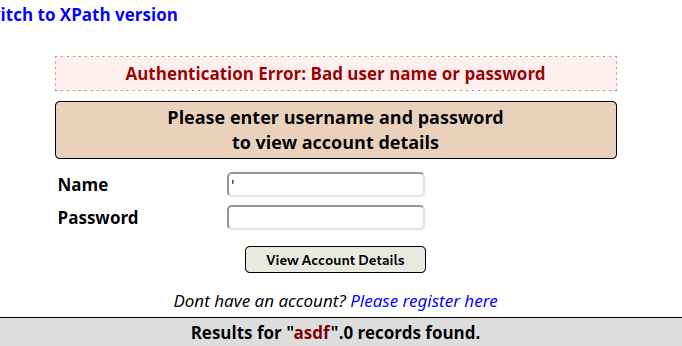 itch to XPath version
Authentication Error: Bad user name or password
Please enter username and password
to view account details
Name
'
Password
View Account Details
Dont have an account? Please register here
Results for "asdf".0 records found.